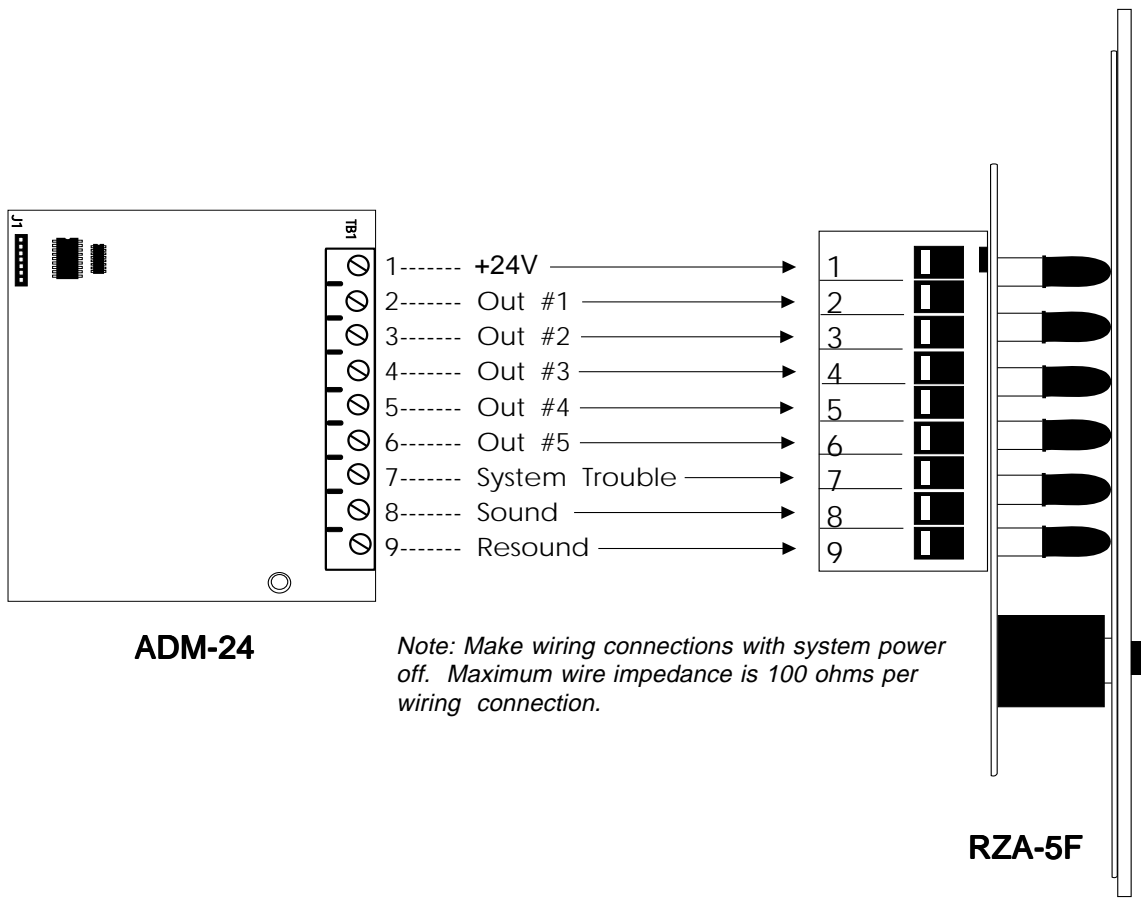 J1
TB1
1------- +24V 1
2------- Out #1 2
3------- Out #2 3
4------- Out #3 4
5------- Out #4 5
6------- Out #5 6
7------- System Trouble 7
8------- Sound 8
9------- Resound 9
ADM-24
Note: Make wiring connections with system power
off. Maximum wire impedance is 100 ohms per
wiring connection.
RZA-5F